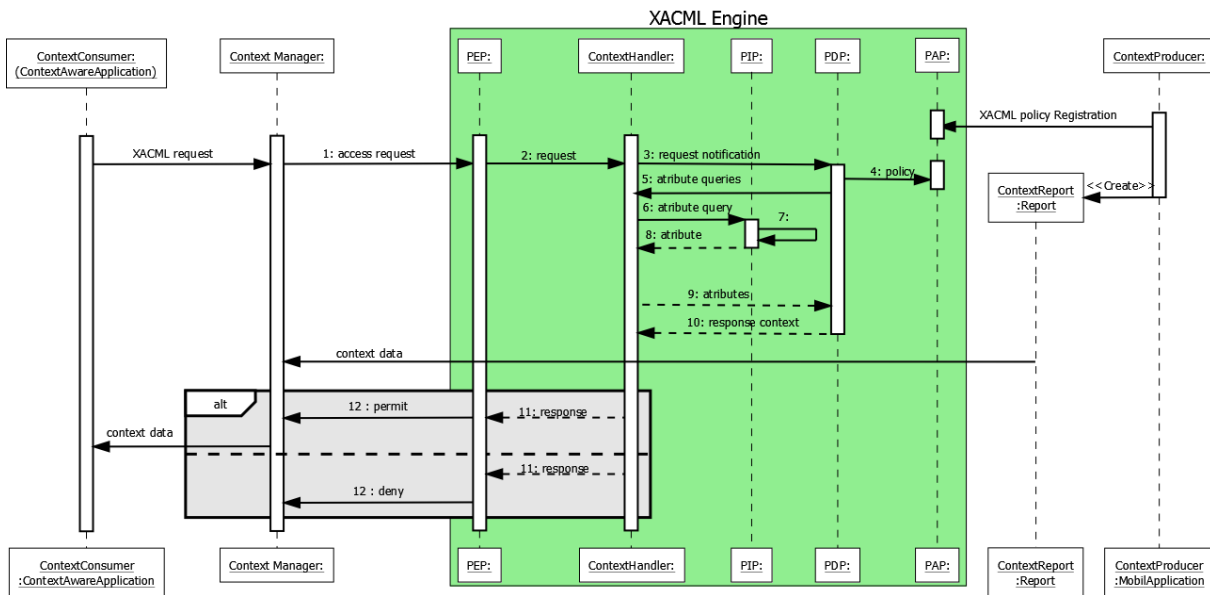 XACML Engine
ContextConsumer:
(ContextAwareApplication)
Context Manager:
PEP:
ContextHandler:
PIP:
PDP:
PAP:
ContextProducer:
XACML policy Registration
XACML request
1: access request
2: request
3: request notification
4: policy
5: atribute queries
<<Create>>
ContextReport
:Report
6: atribute query
7:
8: atribute
9: atributes
10: response context
context data
alt
12 : permit
11: response
context data
11: response
12 : deny
ContextConsumer
:ContextAwareApplication
Context Manager:
PEP:
ContextHandler:
PIP:
PDP:
PAP:
ContextReport
:Report
ContextProducer
:MobilApplication